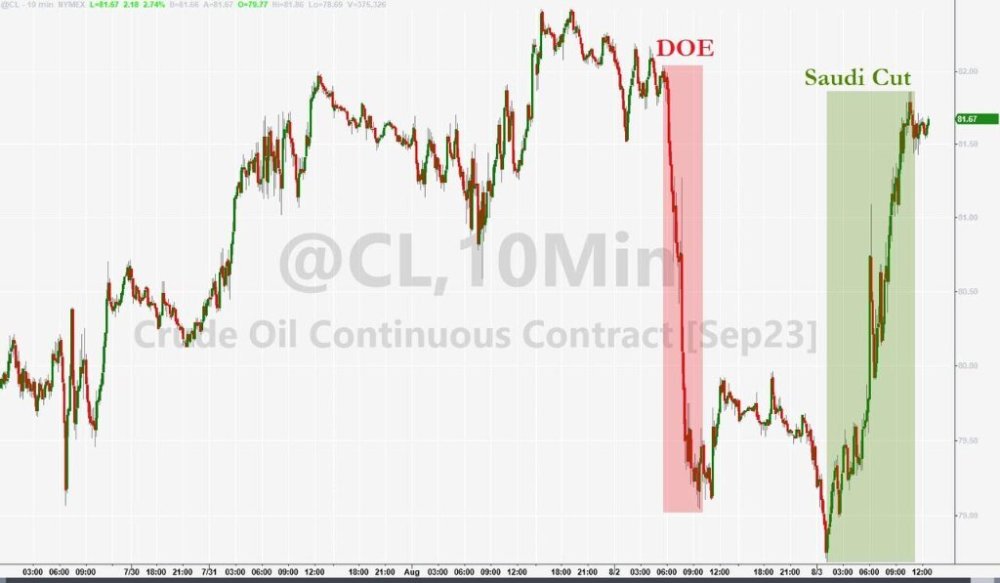 @CL - 10 min NYMEX L=81.67 2.18 2.74% B=81.66 A=81.67 O=79.77 Hi=81.86 Lo=78.69 V=375,326
DOE
Saudi Cut
82.00
81.67
81.50
81.00
@CL,10Min
80.50
Crude Oil Continuous Contract [Sep23]
80.00
79.50
79.00
03:00 06:00 09:00 7/30 18:00 21:00 7/31 03:00 06:00 09:00 12:00 18:00 21:00 Aug 03:00 06:00 09:00 12:00 18:00 21:00 8/2 03:00 06:00 09:00 12:00 18:00 21:00 8/3 03:00 06:00 09:00 12:00